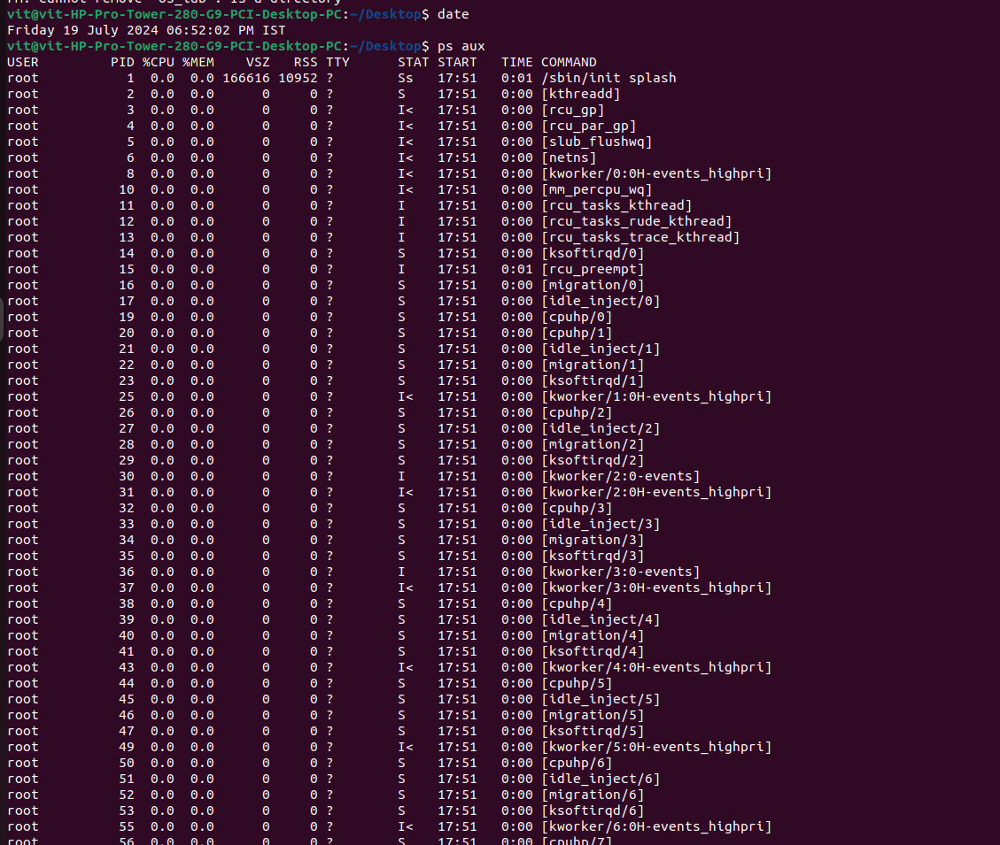 rm: cannot remove 'os_lab': Is a directory
vit@vit-HP-Pro-Tower-280-G9-PCI-Desktop-PC:~/Desktop$ date
Friday 19 July 2024 06:52:02 PM IST
vit@vit-HP-Pro-Tower-280-G9-PCI-Desktop-PC:~/Desktop$ ps aux
USER         PID %CPU %MEM    VSZ   RSS TTY      STAT START   TIME COMMAND
root           1  0.0  0.0 166616 10952 ?        Ss   17:51   0:01 /sbin/init splash
root           2  0.0  0.0      0     0 ?        S    17:51   0:00 [kthreadd]
root           3  0.0  0.0      0     0 ?        I<   17:51   0:00 [rcu_gp]
root           4  0.0  0.0      0     0 ?        I<   17:51   0:00 [rcu_par_gp]
root           5  0.0  0.0      0     0 ?        I<   17:51   0:00 [slub_flushwq]
root           6  0.0  0.0      0     0 ?        I<   17:51   0:00 [netns]
root           8  0.0  0.0      0     0 ?        I<   17:51   0:00 [kworker/0:0H-events_highpri]
root          10  0.0  0.0      0     0 ?        I<   17:51   0:00 [mm_percpu_wq]
root          11  0.0  0.0      0     0 ?        I    17:51   0:00 [rcu_tasks_kthread]
root          12  0.0  0.0      0     0 ?        I    17:51   0:00 [rcu_tasks_rude_kthread]
root          13  0.0  0.0      0     0 ?        I    17:51   0:00 [rcu_tasks_trace_kthread]
root          14  0.0  0.0      0     0 ?        S    17:51   0:00 [ksoftirqd/0]
root          15  0.0  0.0      0     0 ?        I    17:51   0:01 [rcu_preempt]
root          16  0.0  0.0      0     0 ?        S    17:51   0:00 [migration/0]
root          17  0.0  0.0      0     0 ?        S    17:51   0:00 [idle_inject/0]
root          19  0.0  0.0      0     0 ?        S    17:51   0:00 [cpuhp/0]
root          20  0.0  0.0      0     0 ?        S    17:51   0:00 [cpuhp/1]
root          21  0.0  0.0      0     0 ?        S    17:51   0:00 [idle_inject/1]
root          22  0.0  0.0      0     0 ?        S    17:51   0:00 [migration/1]
root          23  0.0  0.0      0     0 ?        S    17:51   0:00 [ksoftirqd/1]
root          25  0.0  0.0      0     0 ?        I<   17:51   0:00 [kworker/1:0H-events_highpri]
root          26  0.0  0.0      0     0 ?        S    17:51   0:00 [cpuhp/2]
root          27  0.0  0.0      0     0 ?        S    17:51   0:00 [idle_inject/2]
root          28  0.0  0.0      0     0 ?        S    17:51   0:00 [migration/2]
root          29  0.0  0.0      0     0 ?        S    17:51   0:00 [ksoftirqd/2]
root          30  0.0  0.0      0     0 ?        I    17:51   0:00 [kworker/2:0-events]
root          31  0.0  0.0      0     0 ?        I<   17:51   0:00 [kworker/2:0H-events_highpri]
root          32  0.0  0.0      0     0 ?        S    17:51   0:00 [cpuhp/3]
root          33  0.0  0.0      0     0 ?        S    17:51   0:00 [idle_inject/3]
root          34  0.0  0.0      0     0 ?        S    17:51   0:00 [migration/3]
root          35  0.0  0.0      0     0 ?        S    17:51   0:00 [ksoftirqd/3]
root          36  0.0  0.0      0     0 ?        I    17:51   0:00 [kworker/3:0-events]
root          37  0.0  0.0      0     0 ?        I<   17:51   0:00 [kworker/3:0H-events_highpri]
root          38  0.0  0.0      0     0 ?        S    17:51   0:00 [cpuhp/4]
root          39  0.0  0.0      0     0 ?        S    17:51   0:00 [idle_inject/4]
root          40  0.0  0.0      0     0 ?        S    17:51   0:00 [migration/4]
root          41  0.0  0.0      0     0 ?        S    17:51   0:00 [ksoftirqd/4]
root          43  0.0  0.0      0     0 ?        I<   17:51   0:00 [kworker/4:0H-events_highpri]
root          44  0.0  0.0      0     0 ?        S    17:51   0:00 [cpuhp/5]
root          45  0.0  0.0      0     0 ?        S    17:51   0:00 [idle_inject/5]
root          46  0.0  0.0      0     0 ?        S    17:51   0:00 [migration/5]
root          47  0.0  0.0      0     0 ?        S    17:51   0:00 [ksoftirqd/5]
root          49  0.0  0.0      0     0 ?        I<   17:51   0:00 [kworker/5:0H-events_highpri]
root          50  0.0  0.0      0     0 ?        S    17:51   0:00 [cpuhp/6]
root          51  0.0  0.0      0     0 ?        S    17:51   0:00 [idle_inject/6]
root          52  0.0  0.0      0     0 ?        S    17:51   0:00 [migration/6]
root          53  0.0  0.0      0     0 ?        S    17:51   0:00 [ksoftirqd/6]
root          55  0.0  0.0      0     0 ?        I<   17:51   0:00 [kworker/6:0H-events_highpri]
root          56  0.0  0.0      0     0 ?        S    17:51   0:00 [cpuhp/7]